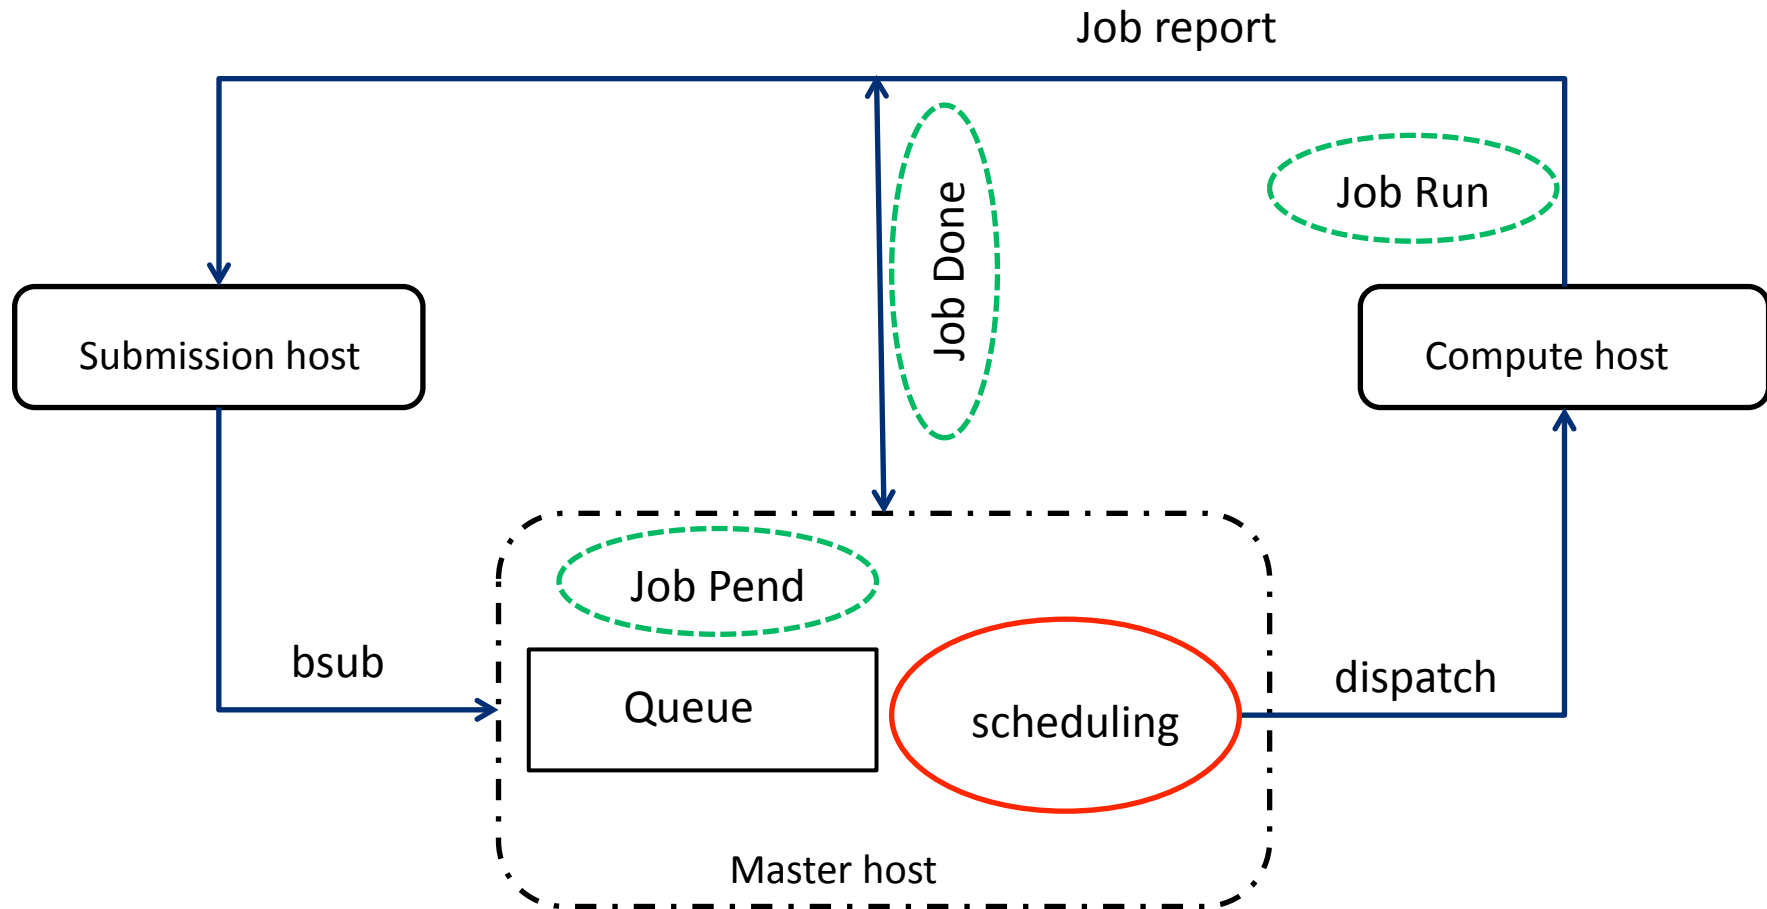 Job report
Job Done
Job Run
Submission host
Compute host
Job Pend
bsub
Queue
scheduling
dispatch
Master host